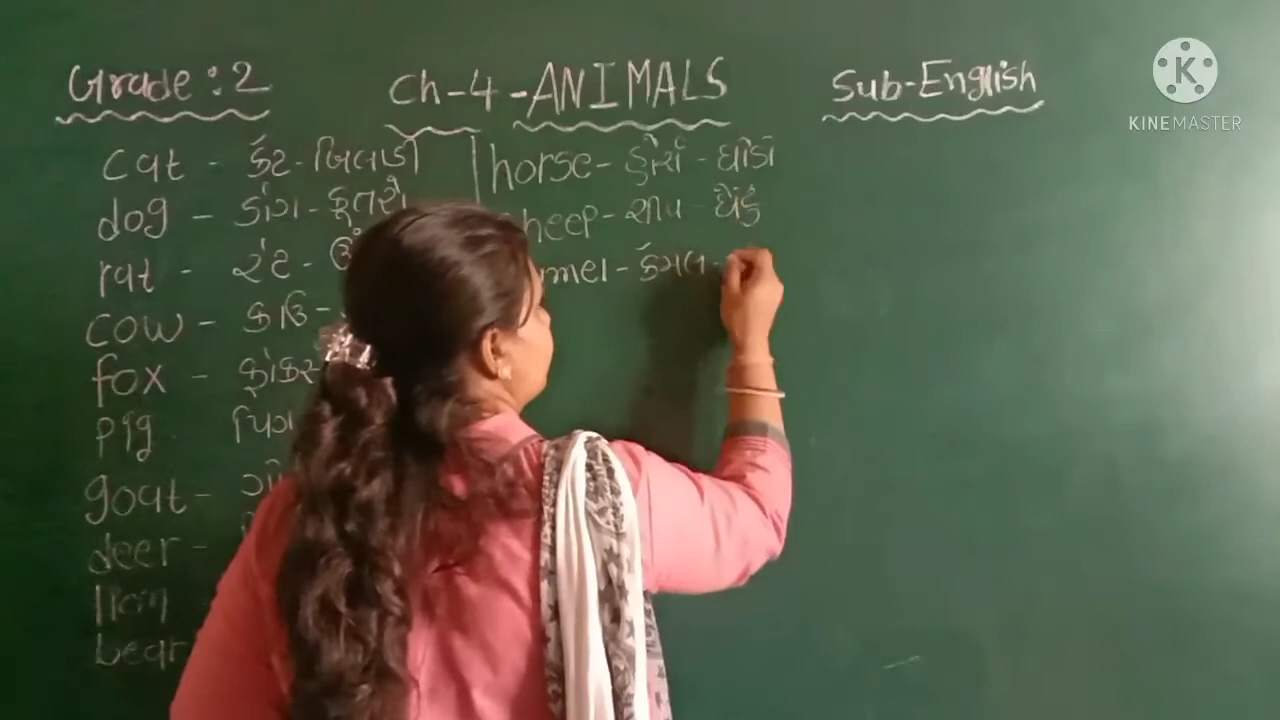 Grade : 2
Ch-4-ANIMALS
Sub-English
cat - કેટ - બિલાડી
dog - ડોગ - કૂતરો
rat - રેટ -
cow - કાઉ -
fox - ફોક્સ
pig પિગ
goat -
deer -
lion
bear
horse - હોર્સ - ઘોડો
sheep - શીપ - ઘેટું
camel - કેમલ -
KINEMASTER